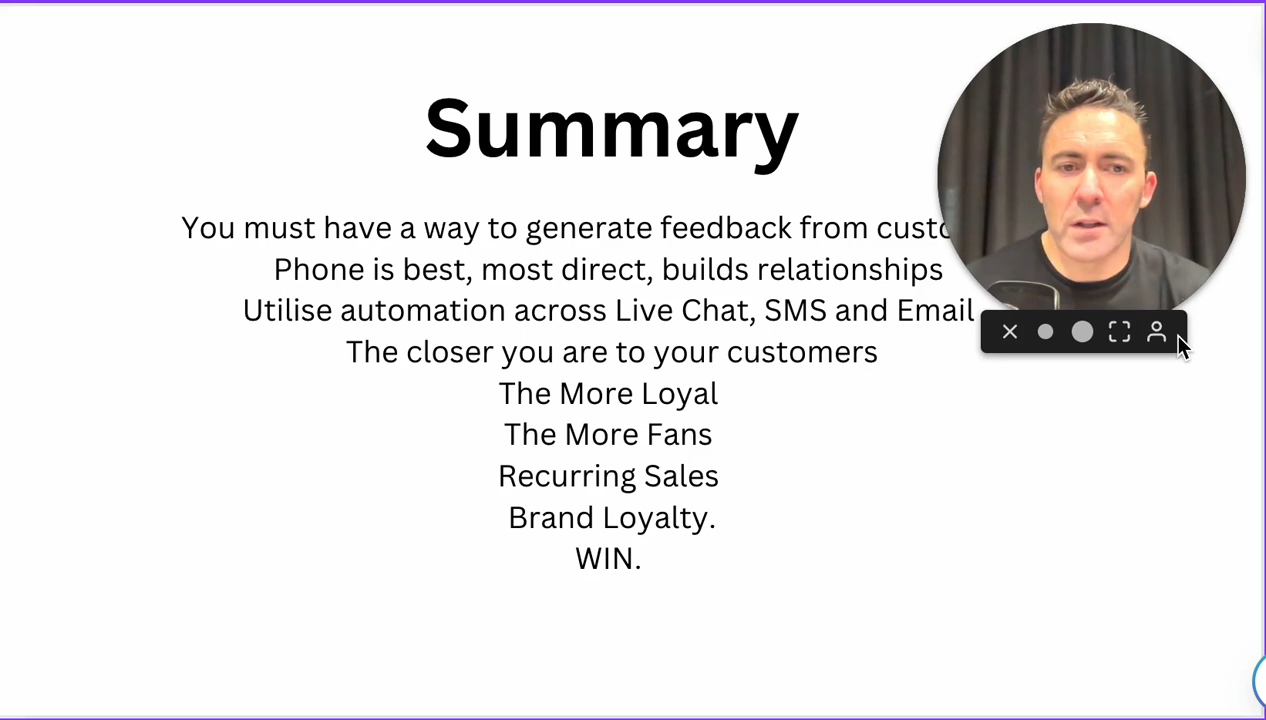 Summary
You must have a way to generate feedback from
Phone is best, most direct, builds relationships
Utilise automation across Live Chat, SMS and Email
The closer you are to your customers
The More Loyal
The More Fans
Recurring Sales
Brand Loyalty.
WIN.